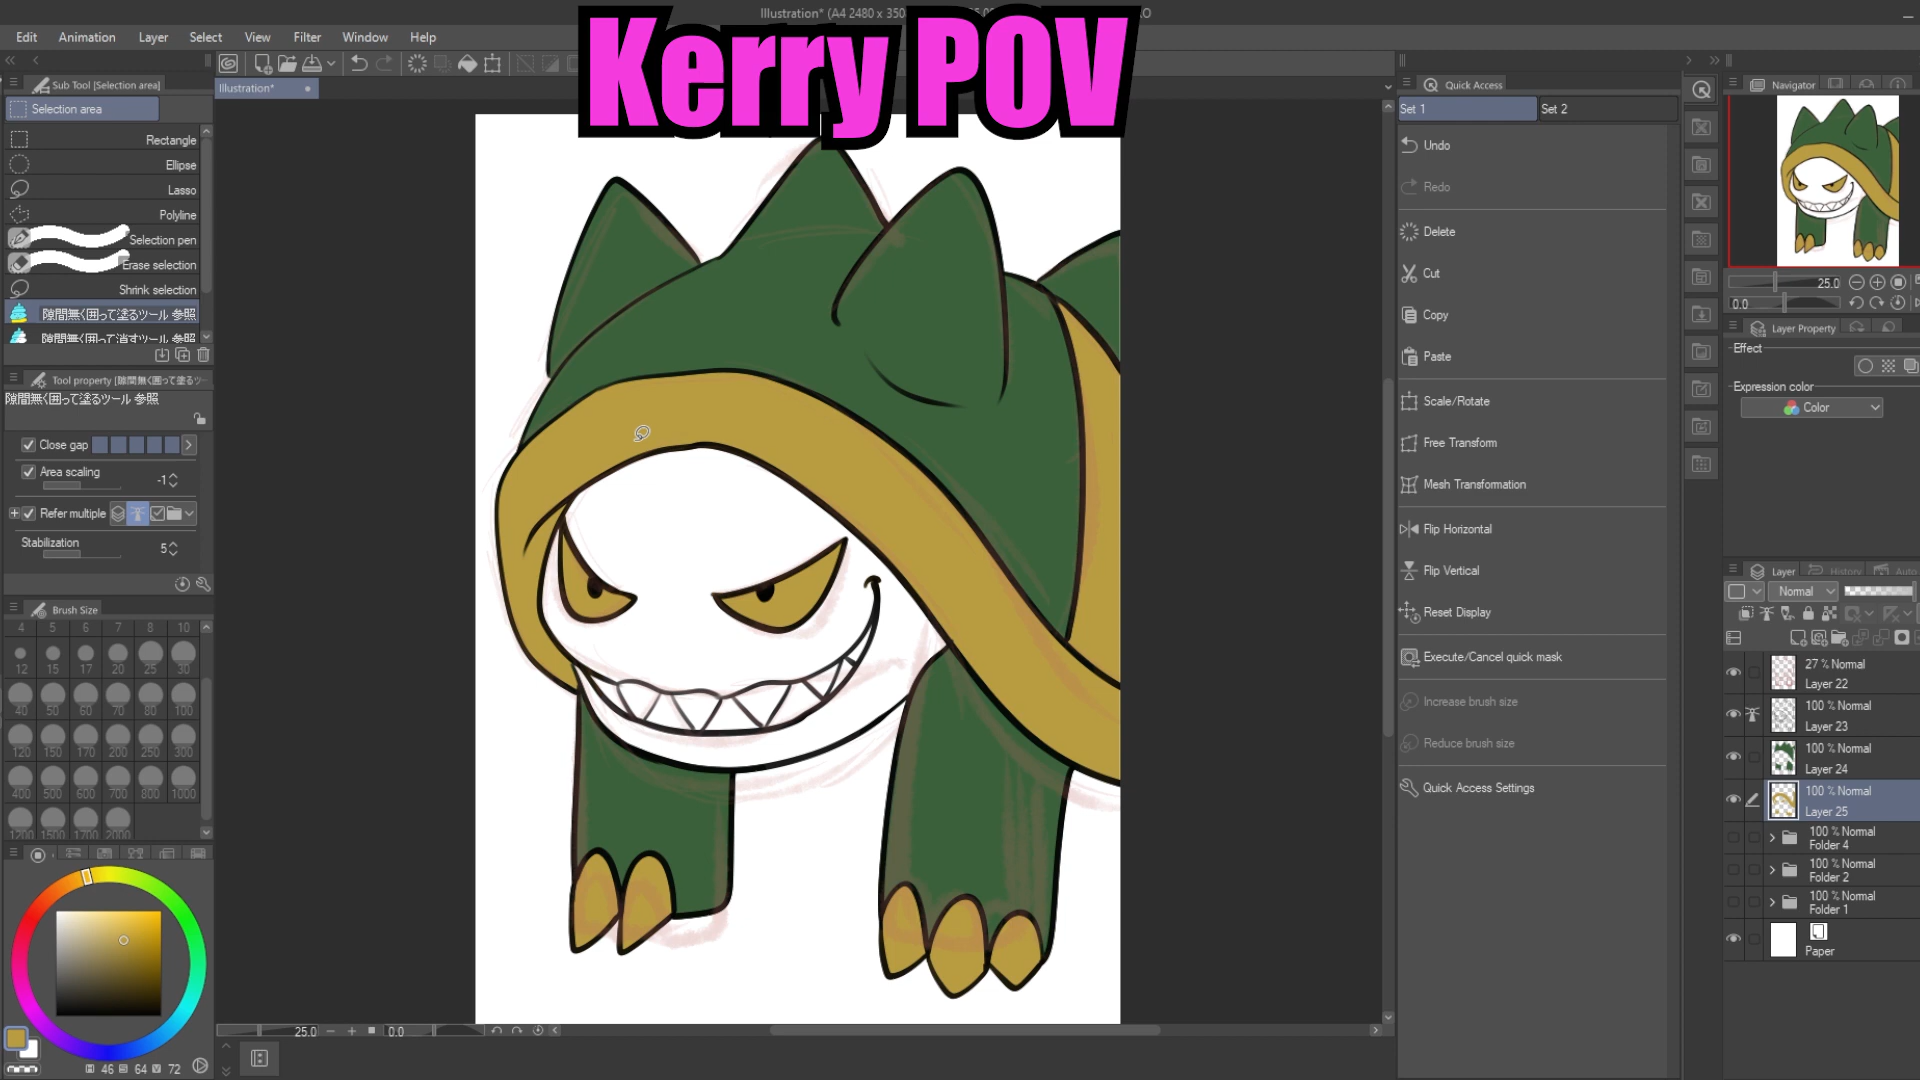 Illustration* (A4 2480 x 350
Kerry POV
Edit Animation Layer Select View Filter Window Help
Sub Tool [Selection area]
Selection area
Rectangle
Ellipse
Lasso
Polyline
Selection pen
Erase selection
Shrink selection
隙間無く囲って塗るツール 参照
隙間無く囲って消すツール 参照
Tool property [隙間無く囲って塗るツー
隙間無く囲って塗るツール 参照
Close gap
Area scaling -1
Refer multiple
Stabilization 5
Brush Size
4 5 6 7 8 10
12 15 17 20 25 30
40 50 60 70 80 100
120 150 170 200 250 300
400 500 600 700 800 1000
1200 1500 1700 2000
46 64 72
Illustration*
25.0 0.0
Quick Access
Set 1 Set 2
Undo
Redo
Delete
Cut
Copy
Paste
Scale/Rotate
Free Transform
Mesh Transformation
Flip Horizontal
Flip Vertical
Reset Display
Execute/Cancel quick mask
Increase brush size
Reduce brush size
Quick Access Settings
Navigator
25.0
0.0
Layer Property
Effect
Expression color
Color
Layer History Auto
Normal
27 % Normal
Layer 22
100 % Normal
Layer 23
100 % Normal
Layer 24
100 % Normal
Layer 25
100 % Normal
Folder 4
100 % Normal
Folder 2
100 % Normal
Folder 1
Paper